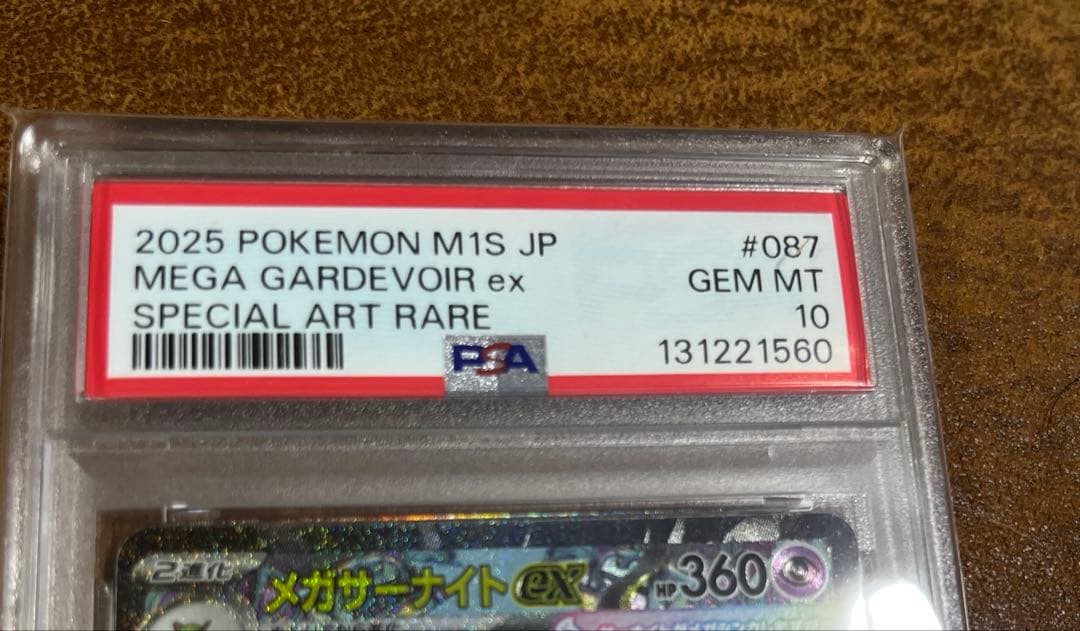 2025 POKEMON M1S JP #087
MEGA GARDEVOIR ex GEM MT
SPECIAL ART RARE 10
PSA 131221560
2進化 メガサーナイトex HP360